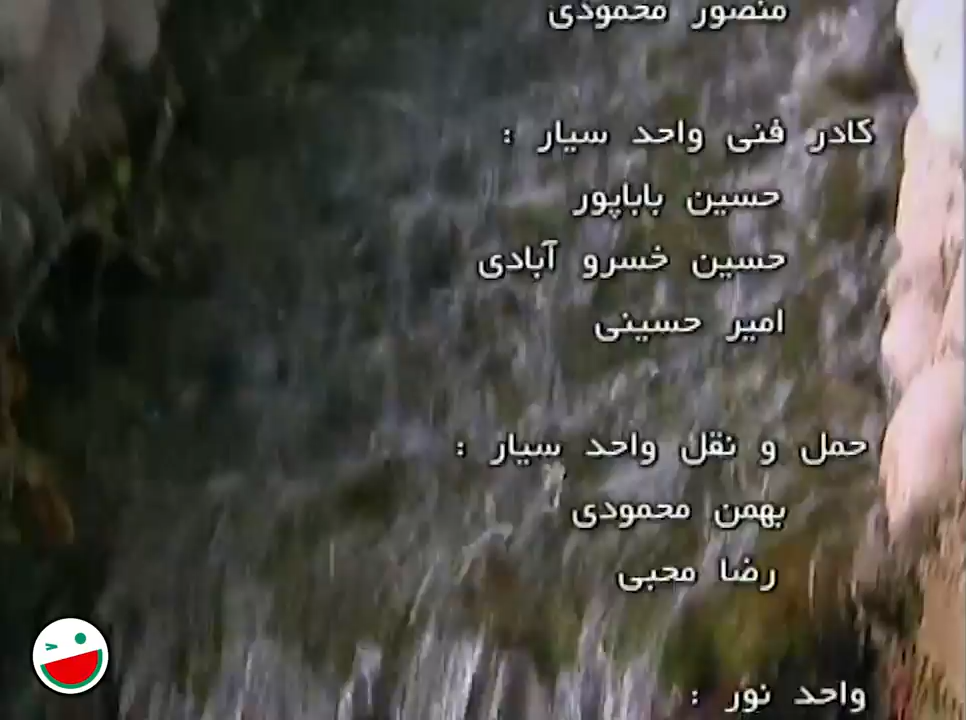 منصور محمودی
کادر فنی واحد سیار :
حسین باباپور
حسین خسرو آبادی
امیر حسینی
حمل و نقل واحد سیار :
بهمن محمودی
رضا محبی
واحد نور :